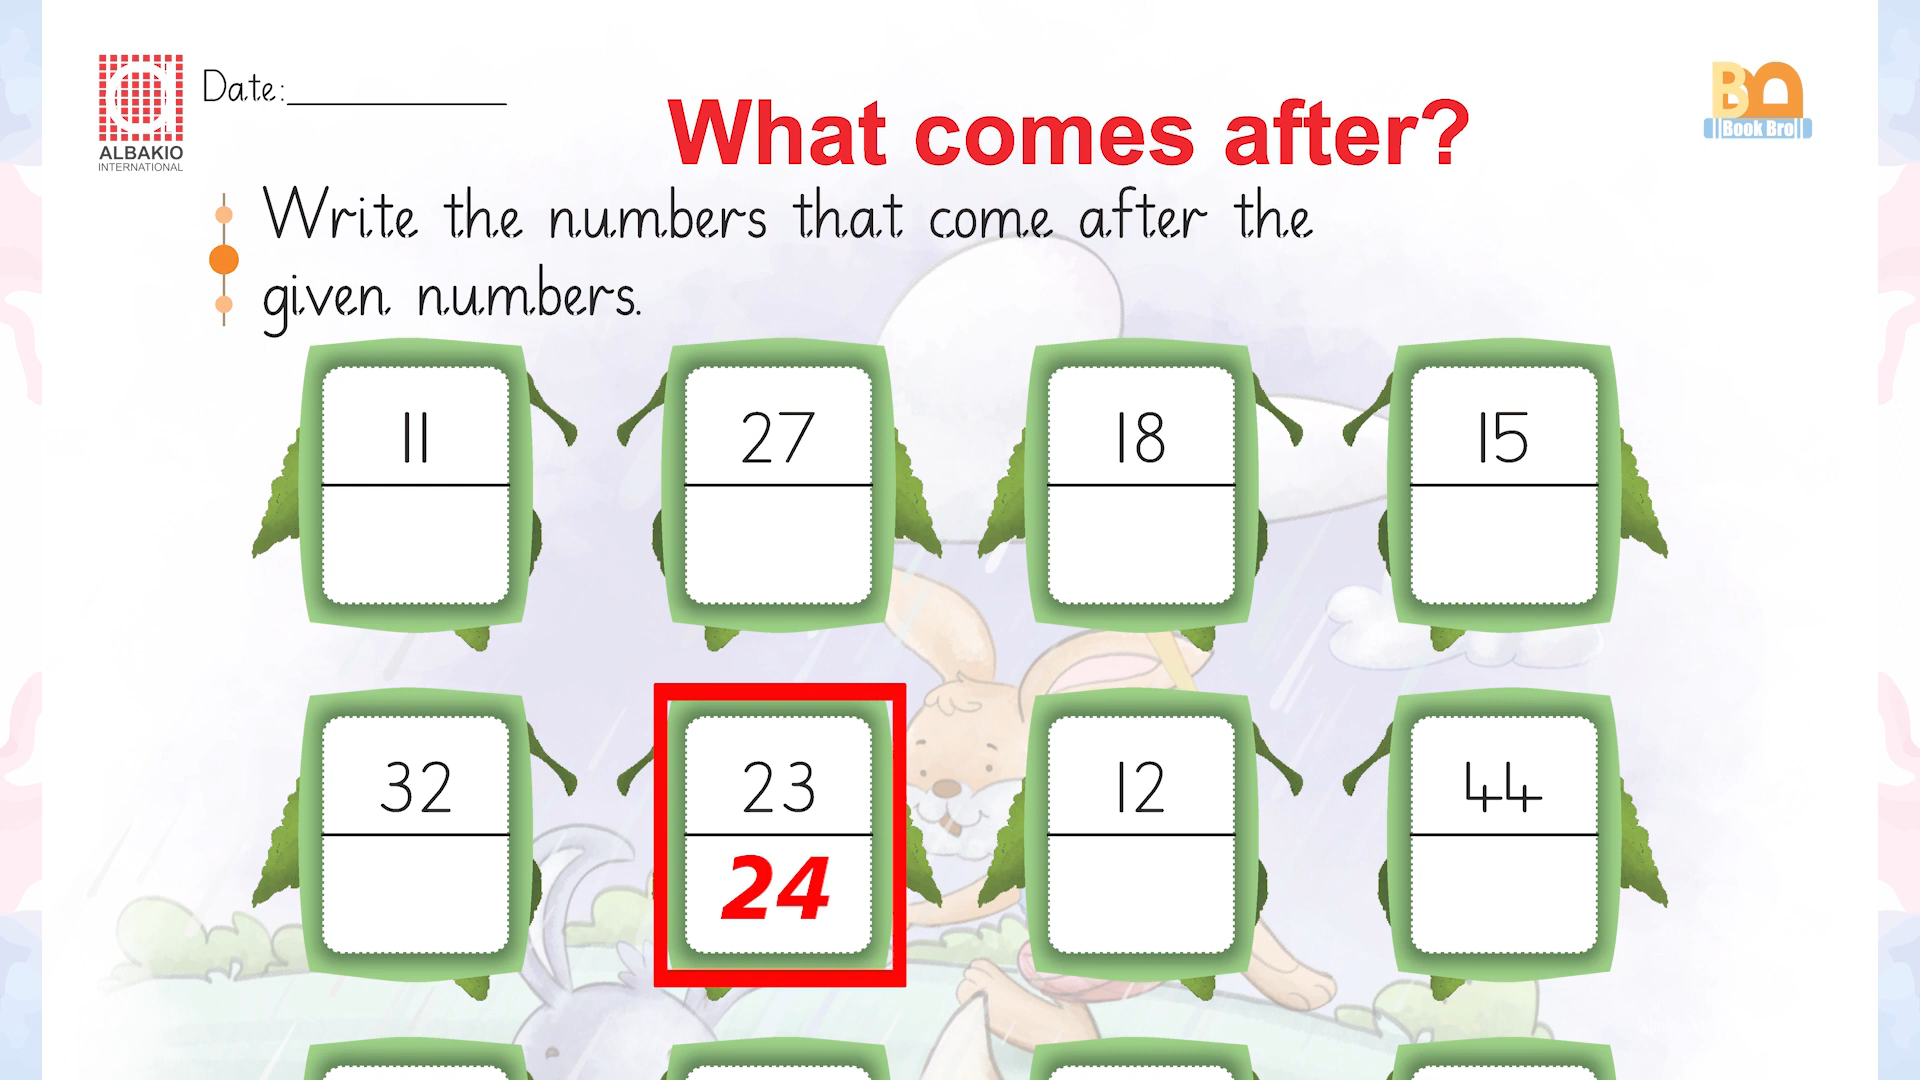 ALBAKIO
INTERNATIONAL
Date:
What comes after?
BB
Book Bro
Write the numbers that come after the
given numbers.
11 27 18 15
32 23 12 44
24